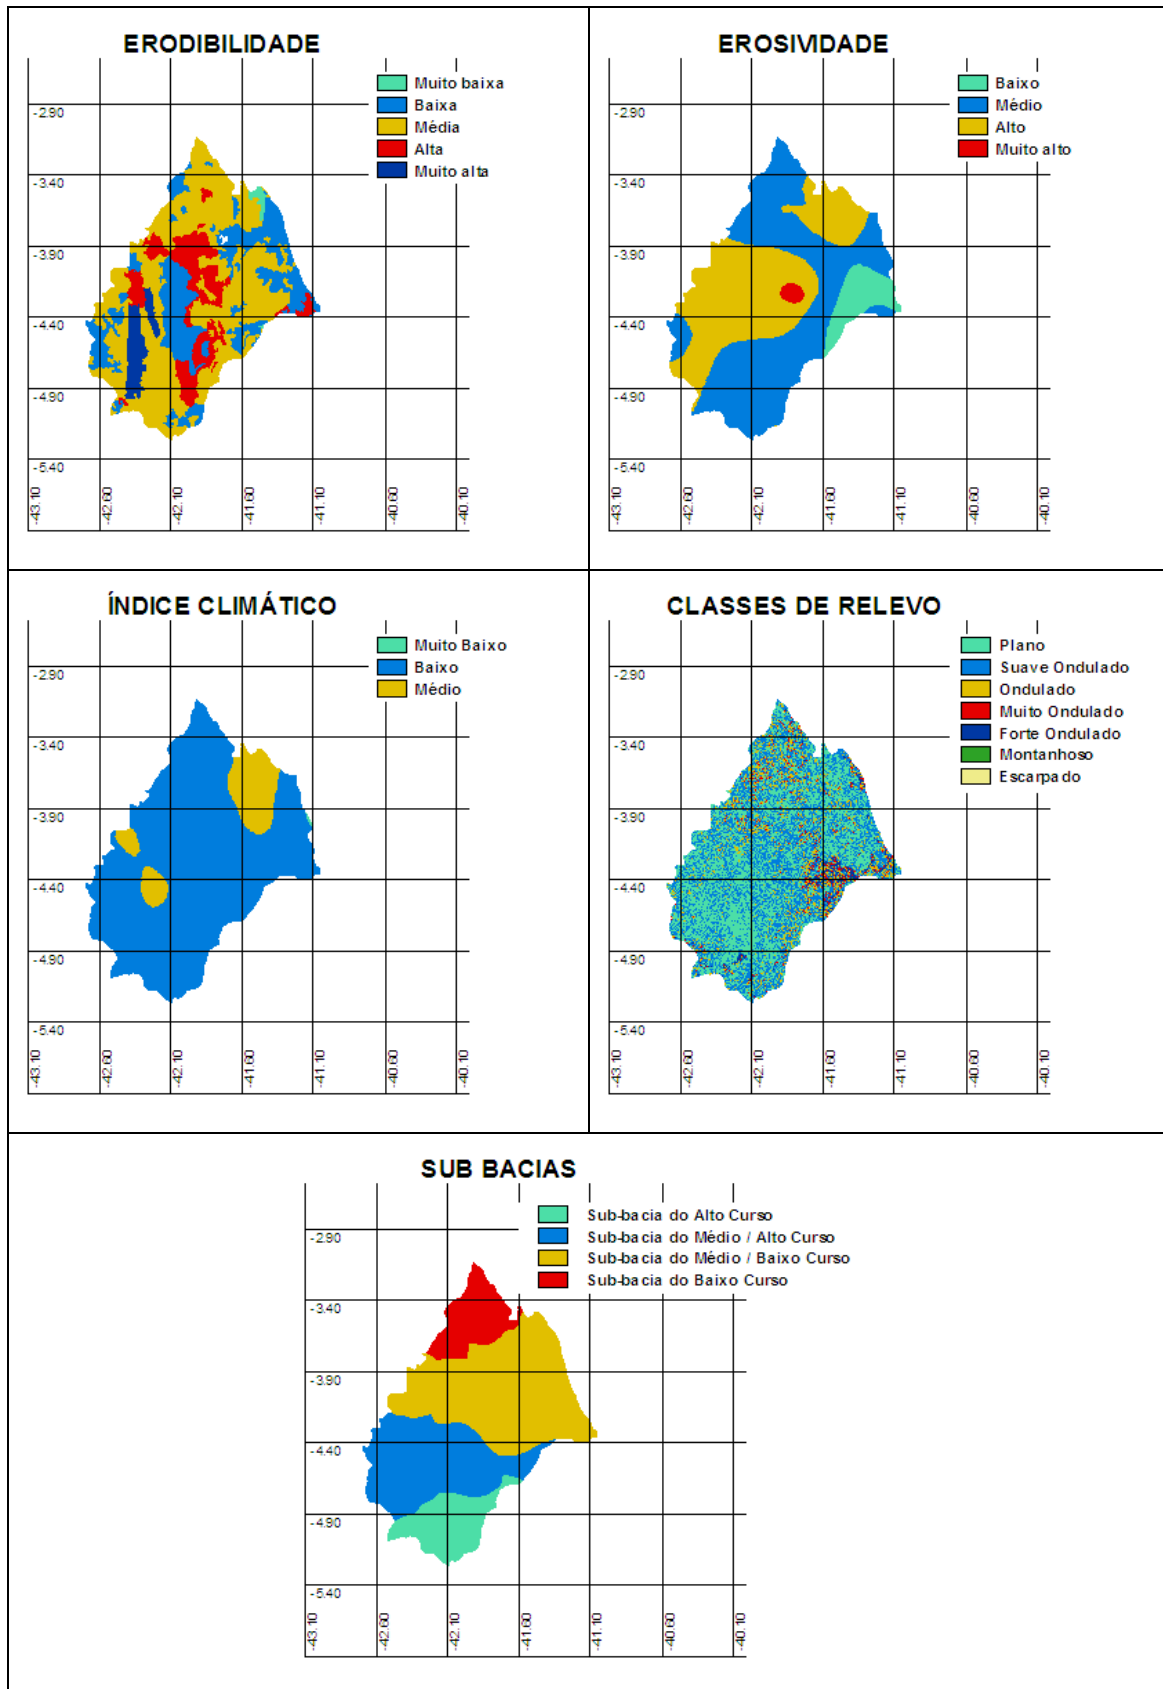 ERODIBILIDADE
Muito baixa
Baixa
Média
Alta
Muito alta
-2.90
-3.40
-3.90
-4.40
-4.90
-5.40
-43.10
-42.60
-42.10
-41.60
-41.10
-40.60
-40.10
EROSIVIDADE
Baixo
Médio
Alto
Muito alto
-2.90
-3.40
-3.90
-4.40
-4.90
-5.40
-43.10
-42.60
-42.10
-41.60
-41.10
-40.60
-40.10
ÍNDICE CLIMÁTICO
Muito Baixo
Baixo
Médio
-2.90
-3.40
-3.90
-4.40
-4.90
-5.40
-43.10
-42.60
-42.10
-41.60
-41.10
-40.60
-40.10
CLASSES DE RELEVO
Plano
Suave Ondulado
Ondulado
Muito Ondulado
Forte Ondulado
Montanhoso
Escarpado
-2.90
-3.40
-3.90
-4.40
-4.90
-5.40
-43.10
-42.60
-42.10
-41.60
-41.10
-40.60
-40.10
SUB BACIAS
Sub-bacia do Alto Curso
Sub-bacia do Médio / Alto Curso
Sub-bacia do Médio / Baixo Curso
Sub-bacia do Baixo Curso
-2.90
-3.40
-3.90
-4.40
-4.90
-5.40
-43.10
-42.60
-42.10
-41.60
-41.10
-40.60
-40.10